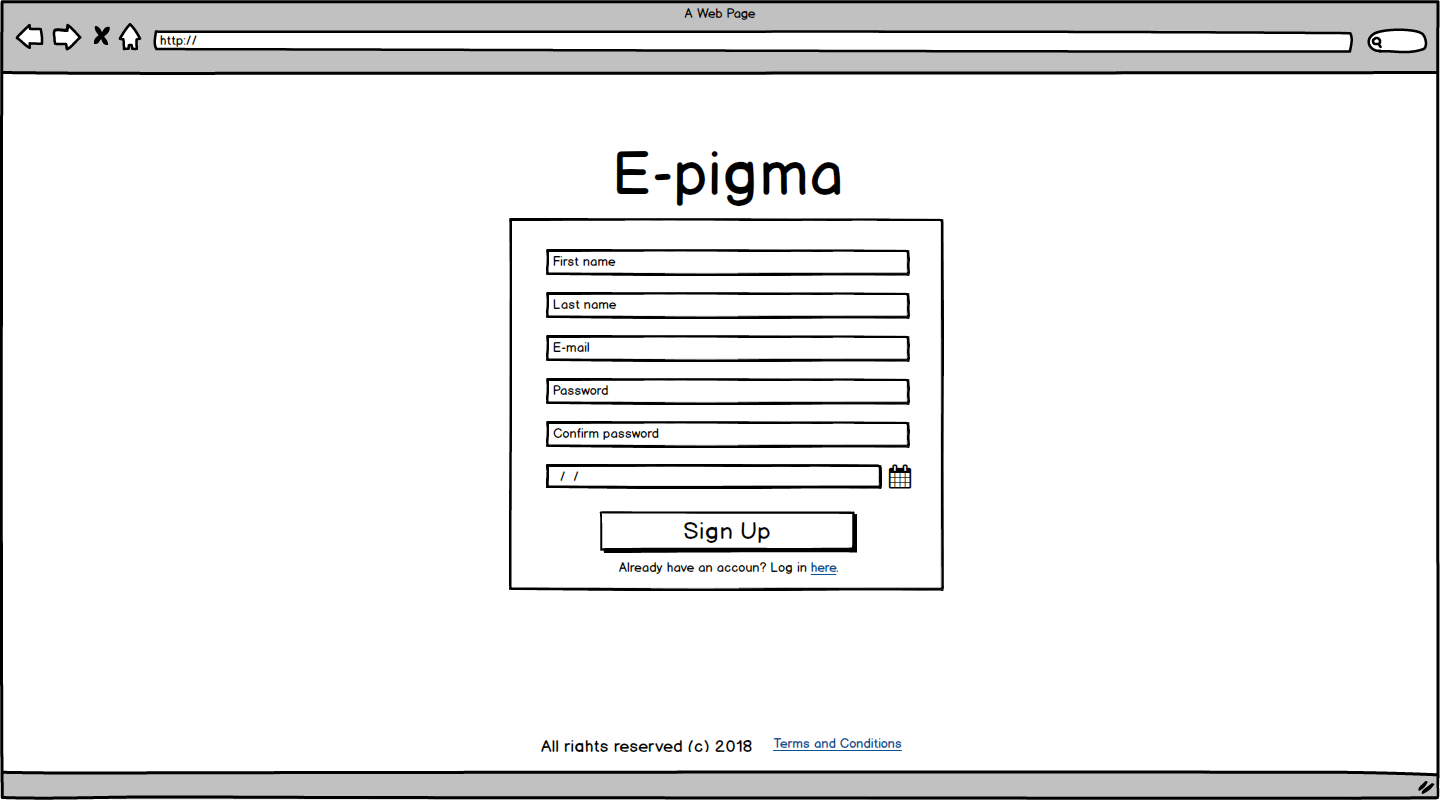 A Web Page
http://
E-pigma
First name
Last name
E-mail
Password
Confirm password
/ /
Sign Up
Already have an accoun? Log in here.
All rights reserved (c) 2018 Terms and Conditions